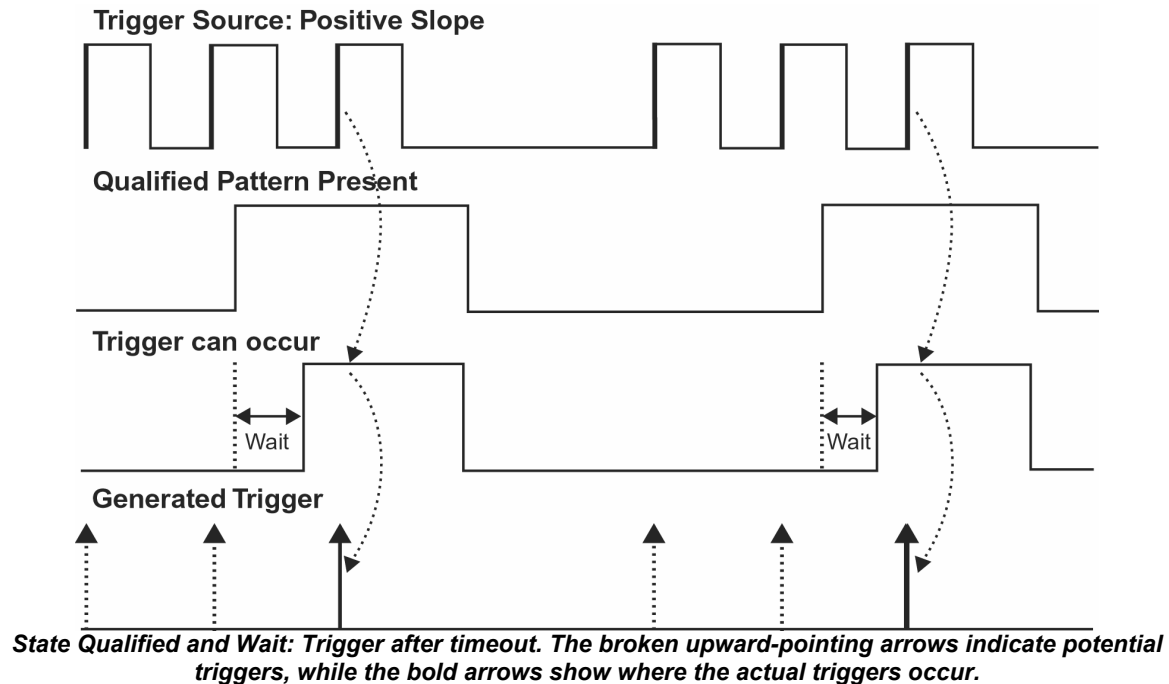 Trigger Source: Positive Slope
Qualified Pattern Present
Trigger can occur
Wait
Wait
Generated Trigger
State Qualified and Wait: Trigger after timeout. The broken upward-pointing arrows indicate potential
triggers, while the bold arrows show where the actual triggers occur.